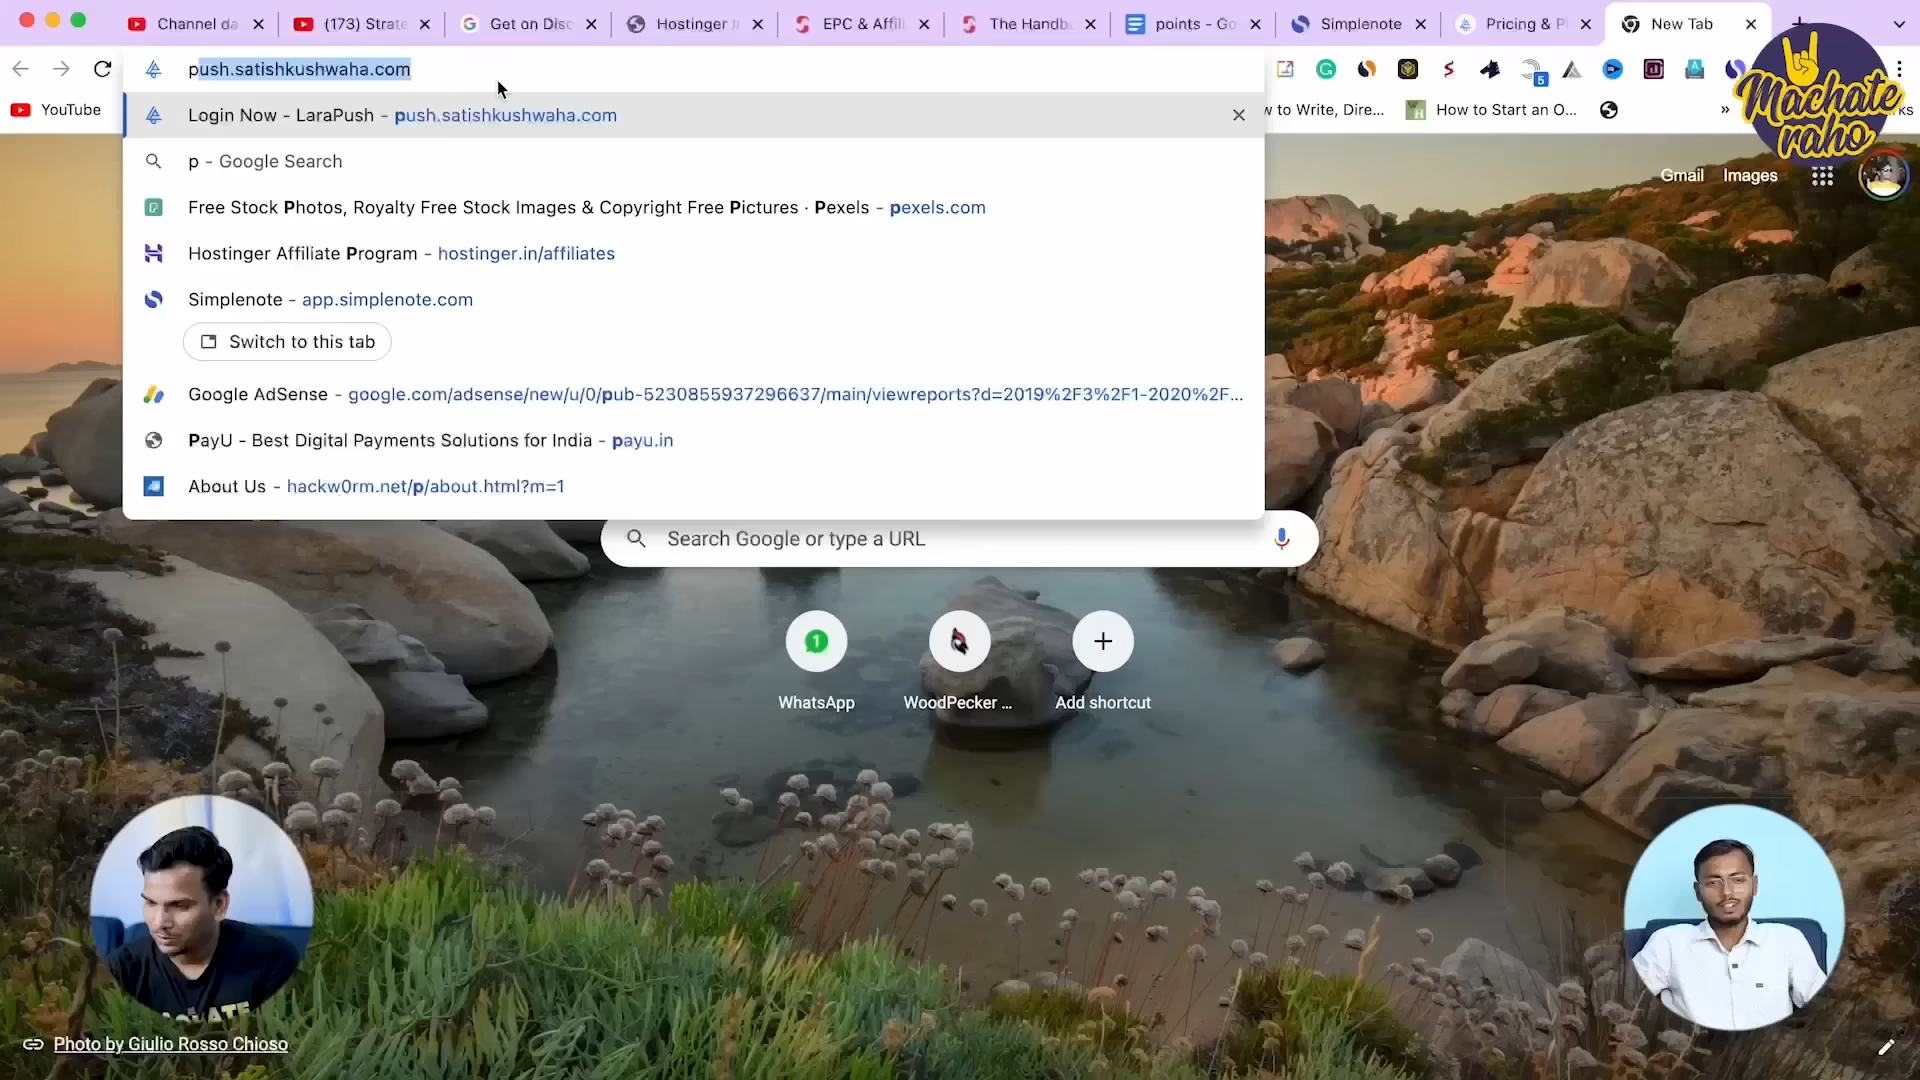 Channel da
(173) Strate
Get on Disc
Hostinger I
EPC & Affil
The Handb
points - Go
Simplenote
Pricing & P
New Tab
push.satishkushwaha.com
5
YouTube
Login Now - LaraPush - push.satishkushwaha.com
w to Write, Dire...
How to Start an O...
»
Machate
raho
p - Google Search
Gmail
Images
Free Stock Photos, Royalty Free Stock Images & Copyright Free Pictures · Pexels - pexels.com
Hostinger Affiliate Program - hostinger.in/affiliates
Simplenote - app.simplenote.com
Switch to this tab
Google AdSense - google.com/adsense/new/u/0/pub-5230855937296637/main/viewreports?d=2019%2F3%2F1-2020%2F...
PayU - Best Digital Payments Solutions for India - payu.in
About Us - hackw0rm.net/p/about.html?m=1
Search Google or type a URL
1
WhatsApp
WoodPecker ...
Add shortcut
Photo by Giulio Rosso Chioso